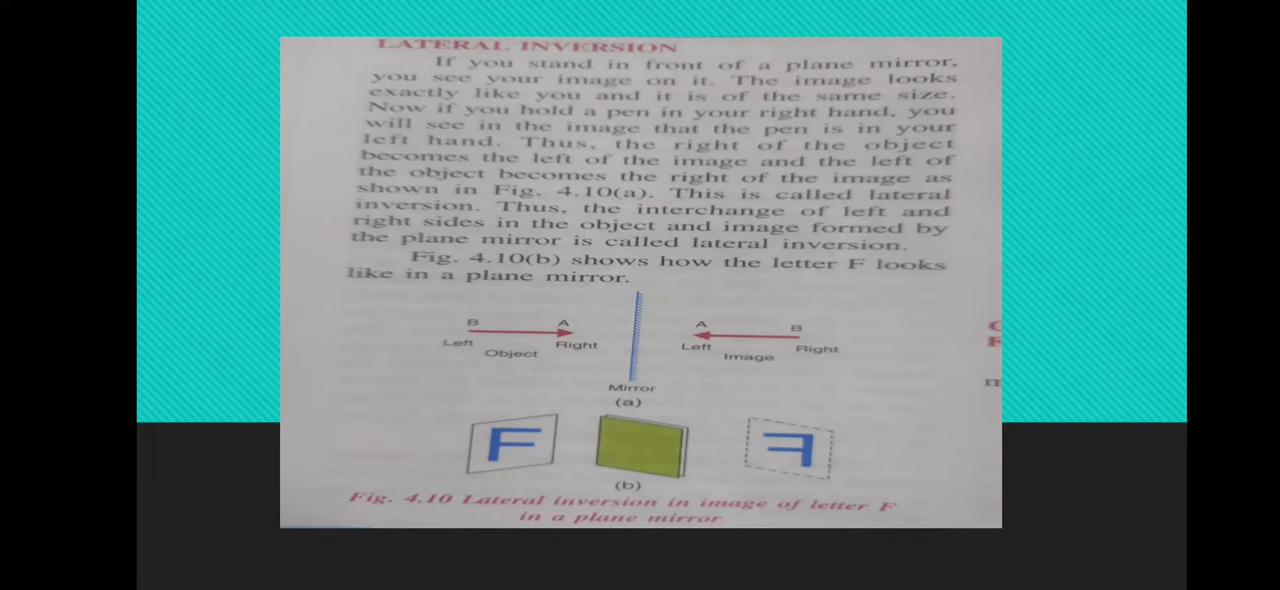 LATERAL INVERSION
If you stand in front of a plane mirror,
you see your image on it. The image looks
exactly like you and it is of the same size.
Now if you hold a pen in your right hand, you
will see in the image that the pen is in your
left hand. Thus, the right of the object
becomes the left of the image and the left of
the object becomes the right of the image as
shown in Fig. 4.10(a). This is called lateral
inversion. Thus, the interchange of left and
right sides in the object and image formed by
the plane mirror is called lateral inversion.
Fig. 4.10(b) shows how the letter F looks
like in a plane mirror.
B A A B
Left Right Left Right
Object Image
Mirror
(a)
F F
(b)
Fig. 4.10 Lateral inversion in image of letter F
in a plane mirror